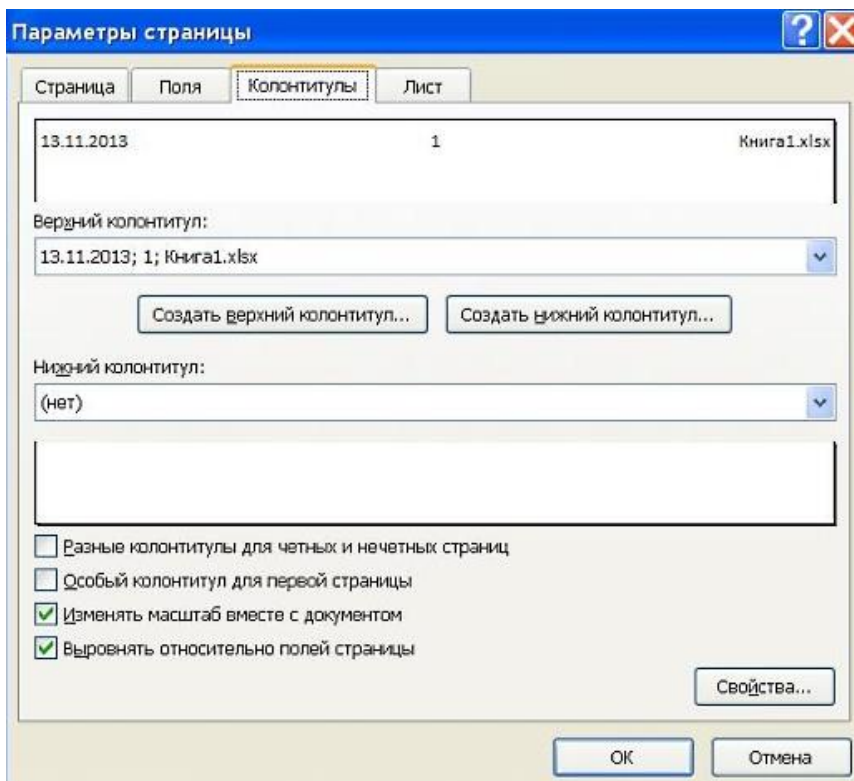 Параметры страницы
Страница Поля Колонтитулы Лист
13.11.2013 1 Книга1.xlsx
Верхний колонтитул:
13.11.2013; 1; Книга1.xlsx
Создать верхний колонтитул... Создать нижний колонтитул...
Нижний колонтитул:
(нет)
Разные колонтитулы для четных и нечетных страниц
Особый колонтитул для первой страницы
Изменять масштаб вместе с документом
Выровнять относительно полей страницы
Свойства...
ОК Отмена